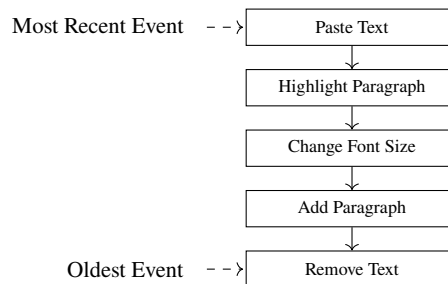 Most Recent Event Paste Text
Highlight Paragraph
Change Font Size
Add Paragraph
Oldest Event Remove Text